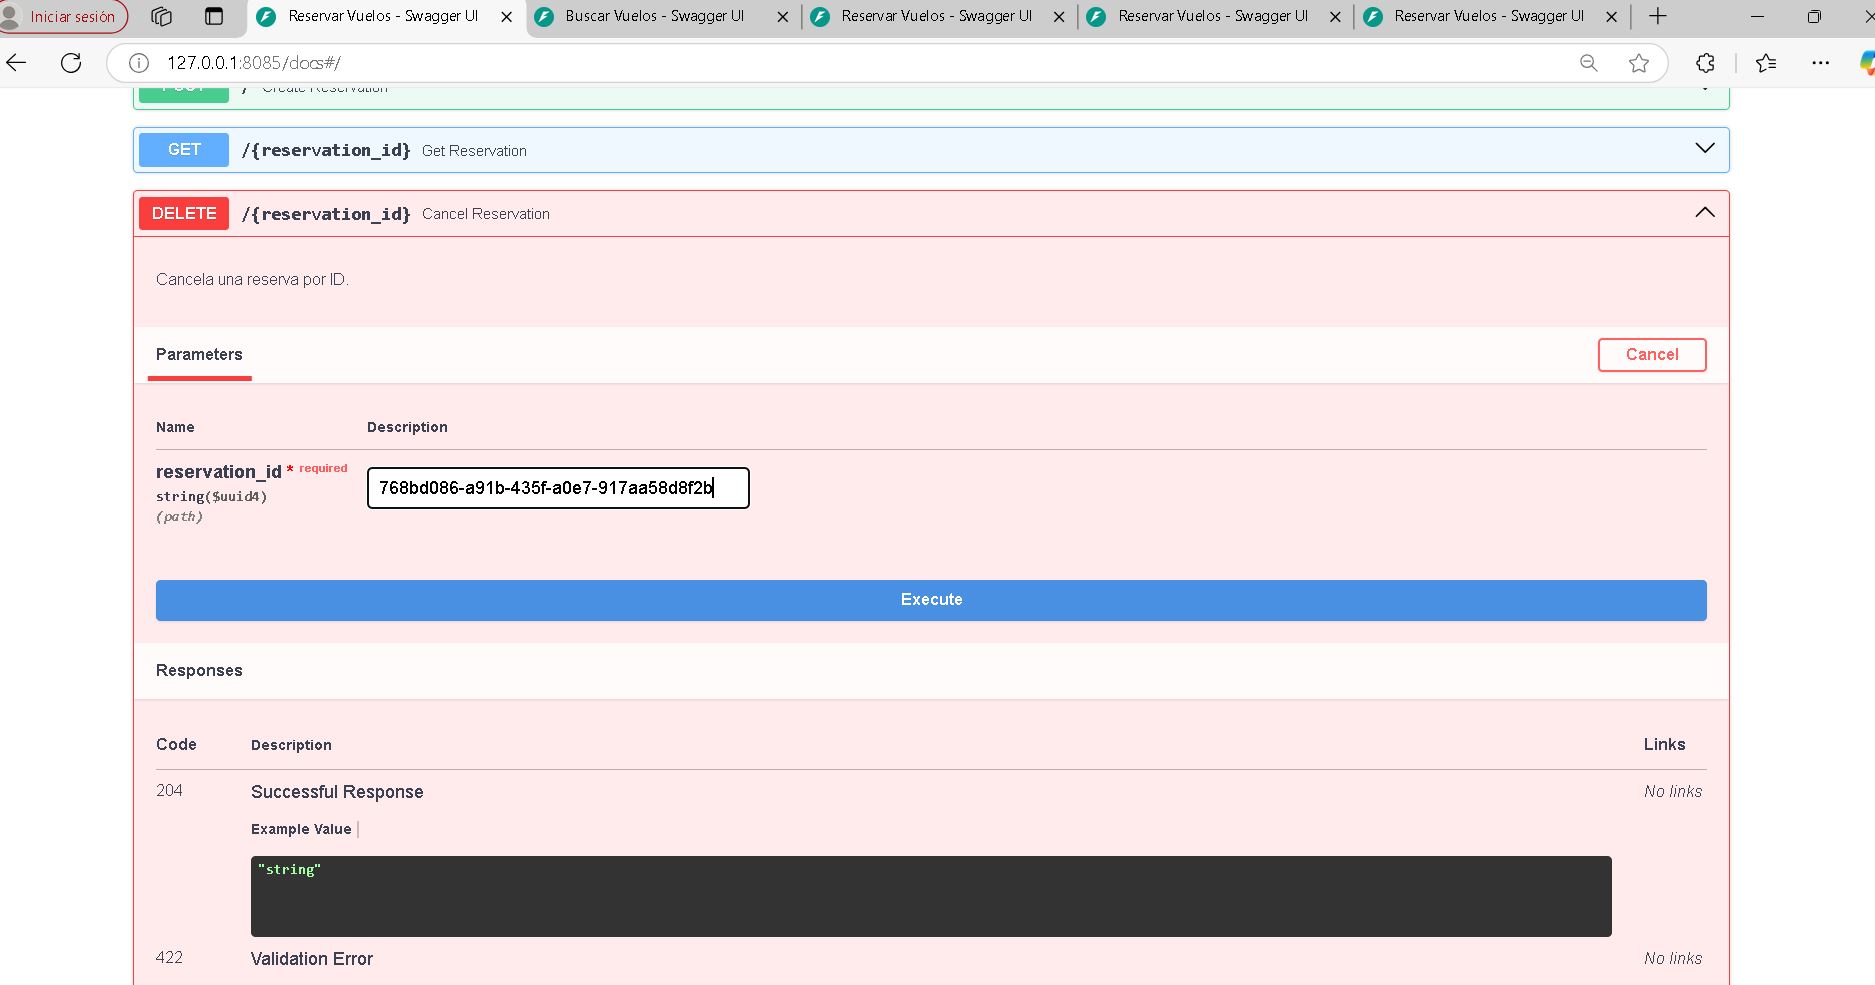 Iniciar sesión
Reservar Vuelos - Swagger UI
Buscar Vuelos - Swagger UI
Reservar Vuelos - Swagger UI
Reservar Vuelos - Swagger UI
Reservar Vuelos - Swagger UI
127.0.0.1:8085/docs#/
POST / Create Reservation
GET /{reservation_id} Get Reservation
DELETE /{reservation_id} Cancel Reservation
Cancela una reserva por ID.
Parameters
Cancel
Name Description
reservation_id * required
string($uuid4)
(path)
768bd086-a91b-435f-a0e7-917aa58d8f2b
Execute
Responses
Code Description Links
204 Successful Response No links
Example Value
"string"
422 Validation Error No links